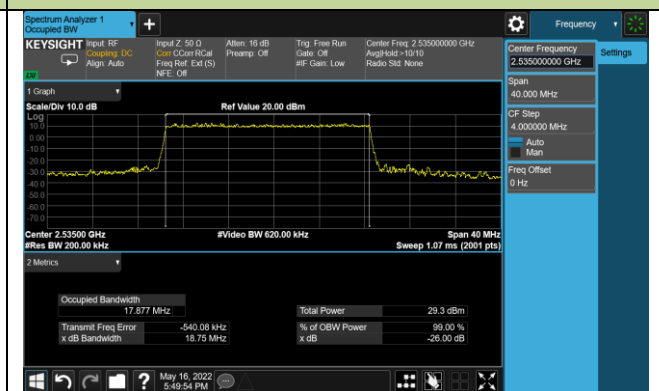 Spectrum Analyzer 1
Occupied BW
+
Frequency
KEYSIGHT
Input: RF
Coupling: DC
Align: Auto
Input Z: 50 Ω
Corr CCorr RCal
Freq Ref: Ext (S)
NFE: Off
Atten: 16 dB
Preamp: Off
Trig: Free Run
Gate: Off
#IF Gain: Low
Center Freq: 2.535000000 GHz
Avg|Hold:>10/10
Radio Std: None
LXI
1 Graph
Scale/Div 10.0 dB
Ref Value 20.00 dBm
Log
10.0
0.00
-10.0
-20.0
-30.0
-40.0
-50.0
-60.0
-70.0
Center 2.53500 GHz
#Video BW 620.00 kHz
Span 40 MHz
#Res BW 200.00 kHz
Sweep 1.07 ms (2001 pts)
2 Metrics
Occupied Bandwidth
17.877 MHz
Total Power
29.3 dBm
Transmit Freq Error
-540.08 kHz
% of OBW Power
99.00 %
x dB Bandwidth
18.75 MHz
x dB
-26.00 dB
Center Frequency
2.535000000 GHz
Settings
Span
40.000 MHz
CF Step
4.000000 MHz
Auto
Man
Freq Offset
0 Hz
?
May 16, 2022
5:49:54 PM